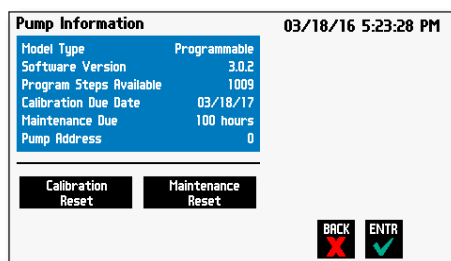 Pump Information
03/18/16 5:23:28 PM
Model Type Programmable
Software Version 3.0.2
Program Steps Available 1009
Calibration Due Date 03/18/17
Maintenance Due 100 hours
Pump Address 0
Calibration Reset
Maintenance Reset
BACK
ENTR